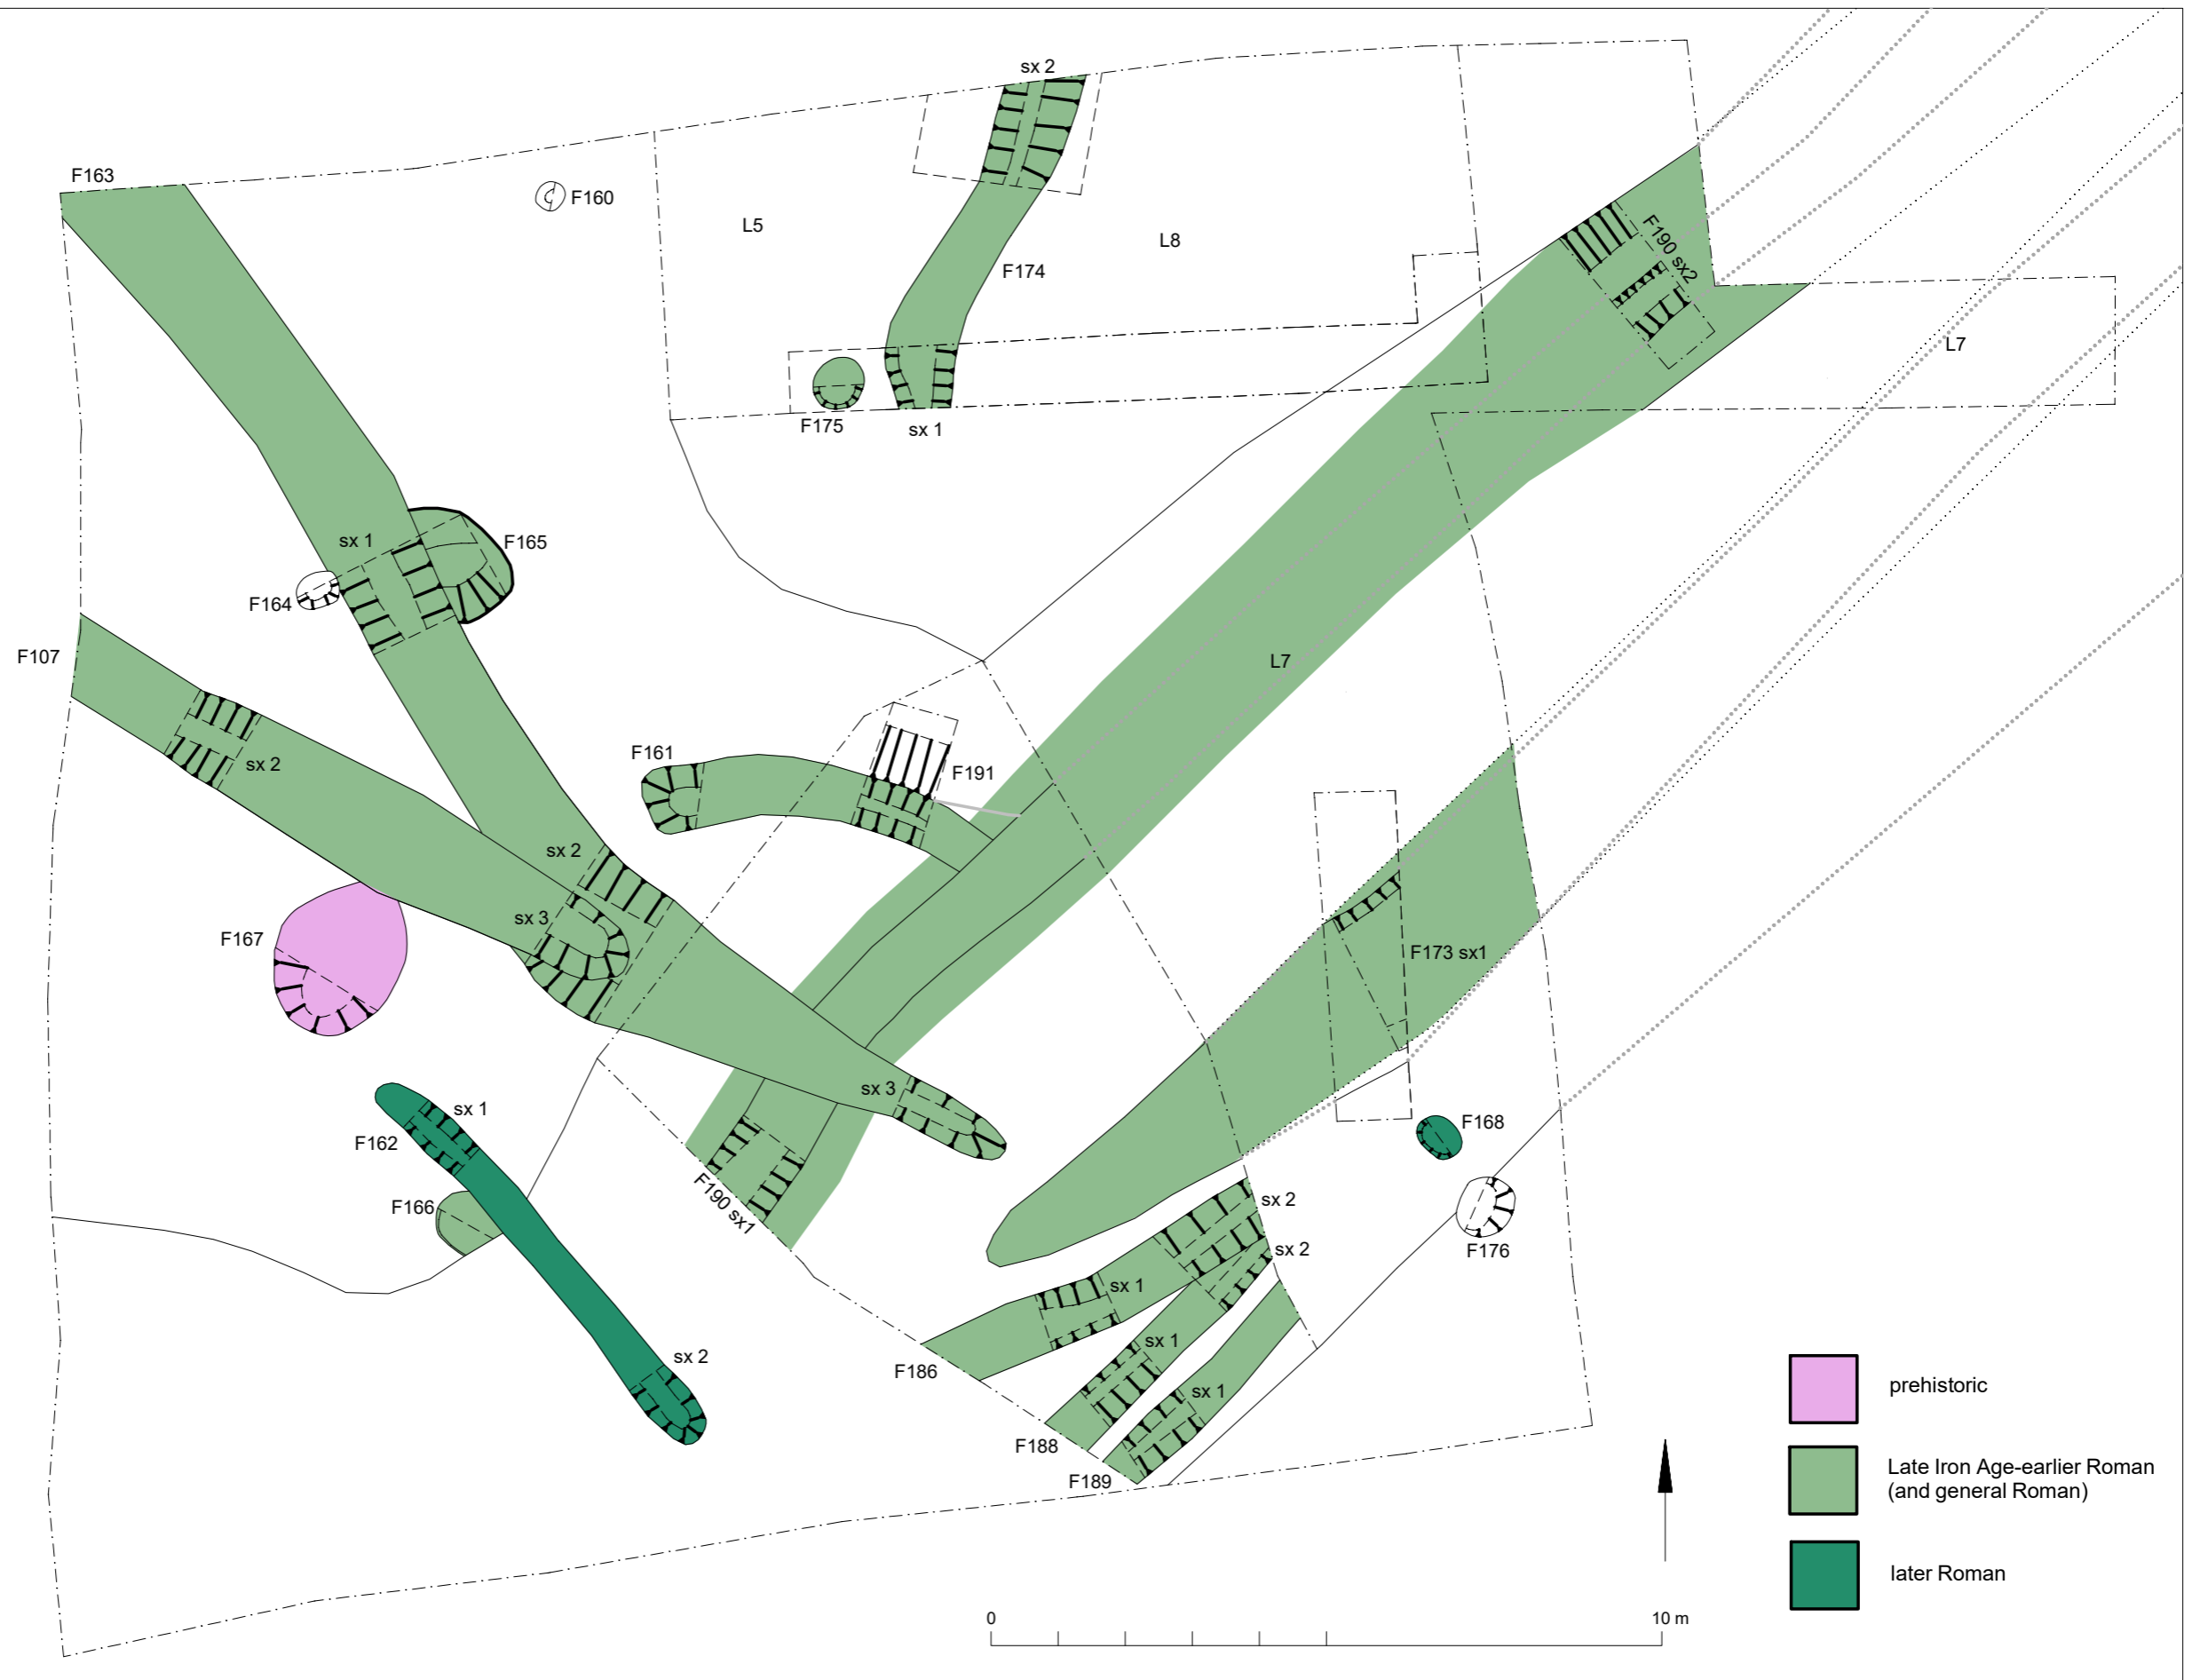 sx 2
F163
F160
L5
L8
F174
F190 sx2
L7
F175
sx 1
sx 1
F165
F164
F107
L7
sx 2
F161
F191
sx 2
sx 3
F167
F173 sx1
sx 3
sx 1
F162
F168
F190 sx1
F166
sx 2
F176
sx 2
sx 1
sx 1
F186
sx 2
sx 1
F188
F189
prehistoric
Late Iron Age-earlier Roman
(and general Roman)
later Roman
0
10 m